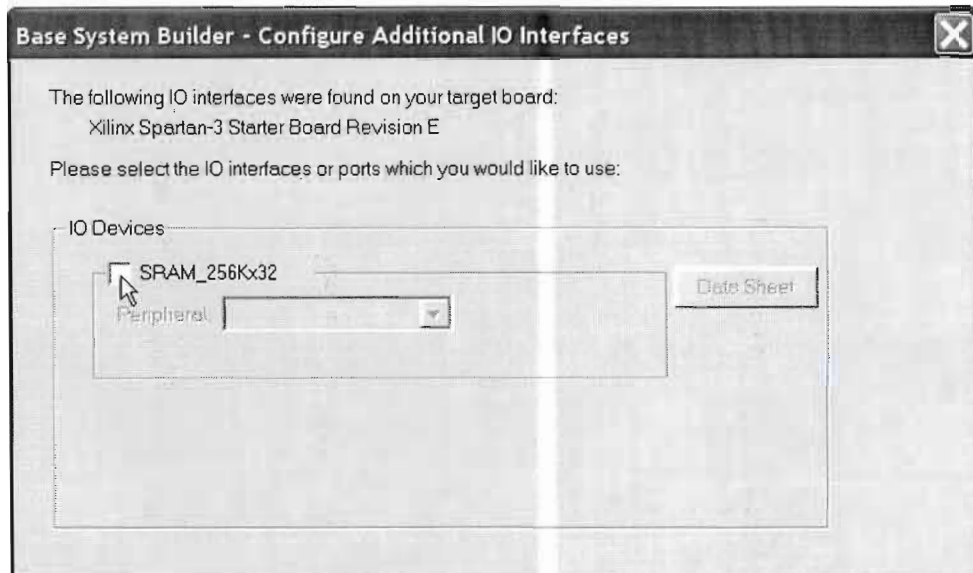 Base System Builder - Configure Additional IO Interfaces
The following IO interfaces were found on your target board:
Xilinx Spartan-3 Starter Board Revision E
Please select the IO interfaces or ports which you would like to use:
IO Devices
SRAM_256Kx32
Data Sheet
Peripheral